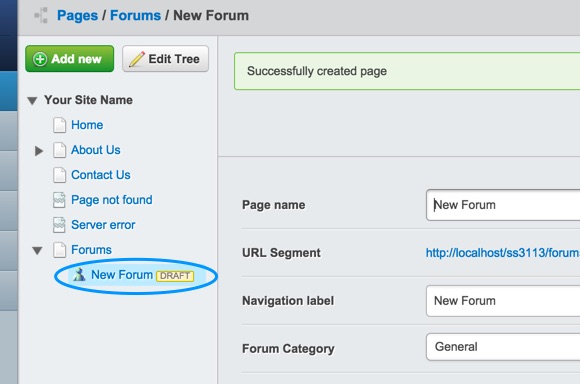 Pages / Forums / New Forum
Add new
Edit Tree
Successfully created page
Your Site Name
Home
About Us
Contact Us
Page not found
Server error
Forums
New Forum DRAFT
Page name
New Forum
URL Segment
http://localhost/ss3113/forum
Navigation label
New Forum
Forum Category
General